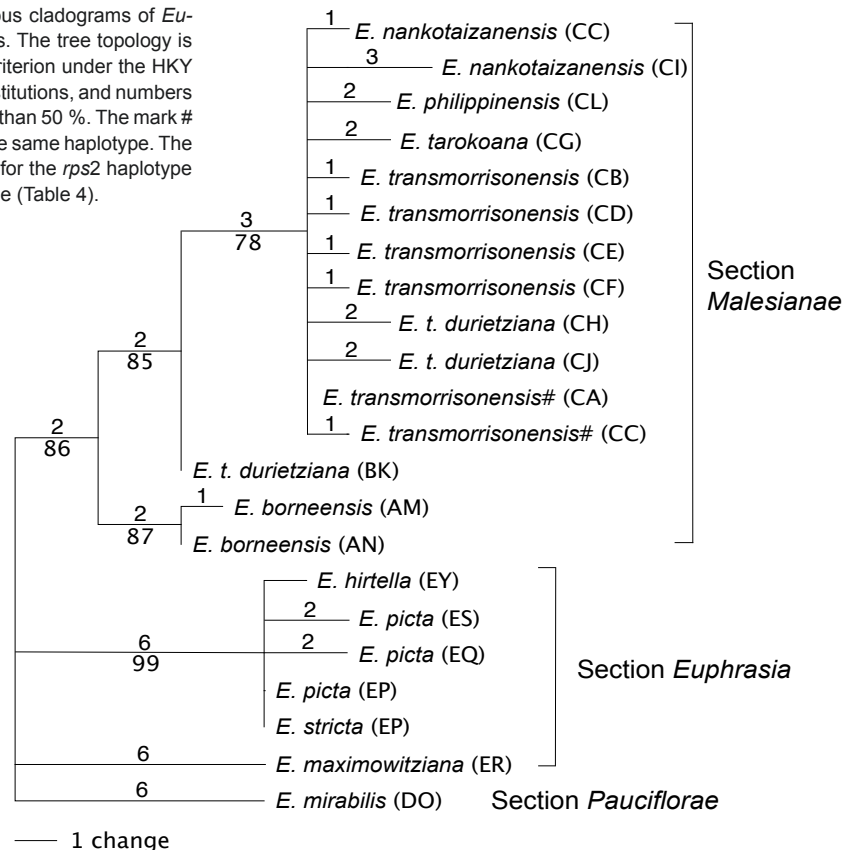 ous cladograms of Eu-
s. The tree topology is
riterion under the HKY
stitutions, and numbers
than 50 %. The mark #
e same haplotype. The
for the rps2 haplotype
e (Table 4).
1
E. nankotaizanensis (CC)
3
E. nankotaizanensis (CI)
2
E. philippinensis (CL)
2
E. tarokoana (CG)
1
E. transmorrisonensis (CB)
1
E. transmorrisonensis (CD)
3
78
1
E. transmorrisonensis (CE)
1
E. transmorrisonensis (CF)
2
E. t. durietziana (CH)
2
E. t. durietziana (CJ)
E. transmorrisonensis# (CA)
1
E. transmorrisonensis# (CC)
Section
Malesianae
2
85
2
86
E. t. durietziana (BK)
1
E. borneensis (AM)
2
87
E. borneensis (AN)
E. hirtella (EY)
2
E. picta (ES)
6
99
2
E. picta (EQ)
E. picta (EP)
E. stricta (EP)
Section Euphrasia
6
E. maximowitziana (ER)
6
E. mirabilis (DO)
Section Pauciflorae
1 change